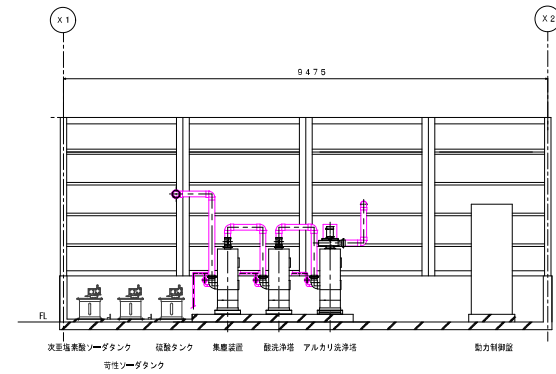 X1
X2
9475
FL
次亜塩素酸ソーダタンク
硫酸タンク
集塵装置
酸洗浄塔
アルカリ洗浄塔
動力制御盤
苛性ソーダタンク